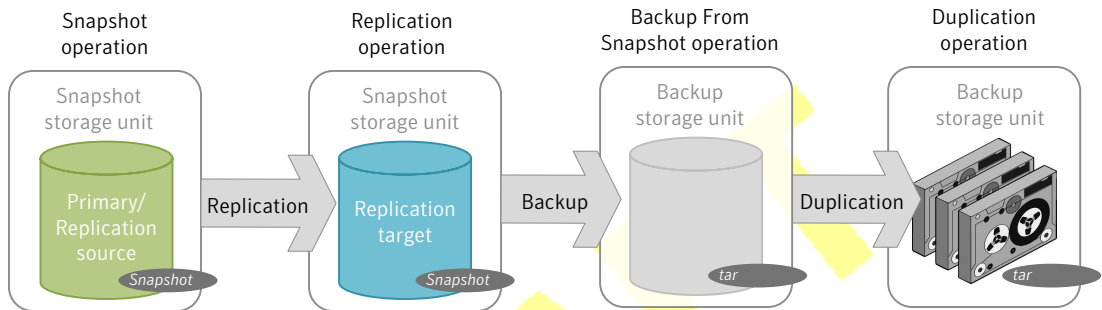 Snapshot
operation
Replication
operation
Backup From
Snapshot operation
Duplication
operation
Snapshot
storage unit
Snapshot
storage unit
Backup
storage unit
Backup
storage unit
Primary/
Replication
source
Snapshot
Replication
Replication
target
Snapshot
Backup
tar
Duplication
tar